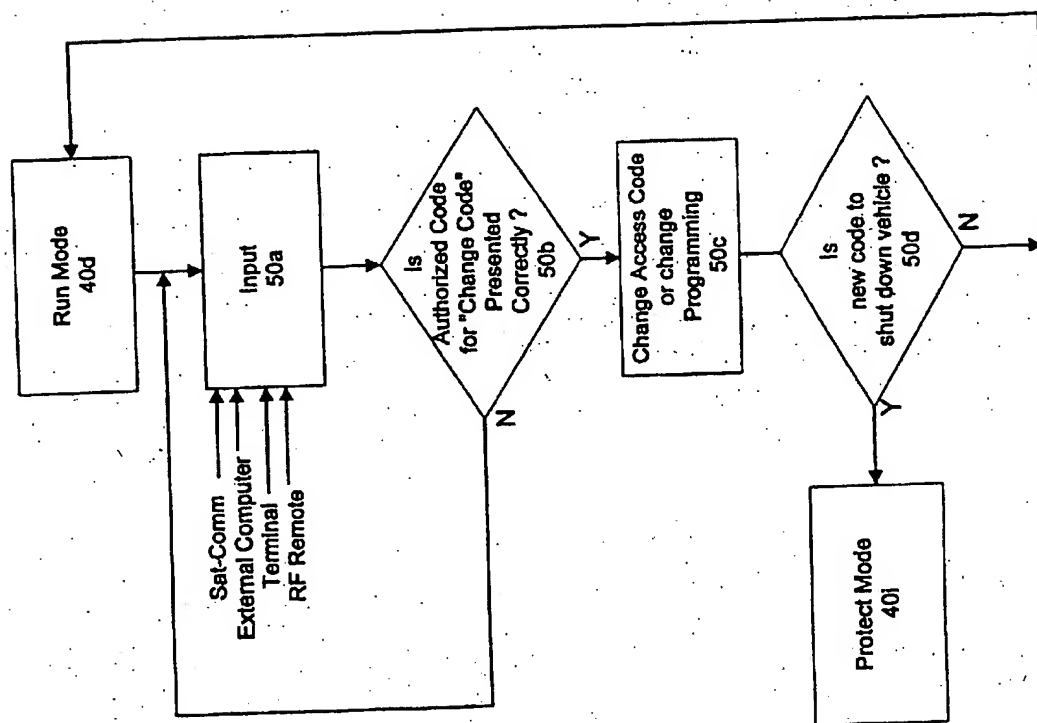 Run Mode
40d
Input
50a
Sat-Comm
External Computer
Terminal
RF Remote
Is
Authorized Code
for "Change Code"
Presented
Correctly ?
50b
N
Y
Change Access Code
or change
Programming
50c
Is
new code to
shut down vehicle ?
50d
Y
N
Protect Mode
40i